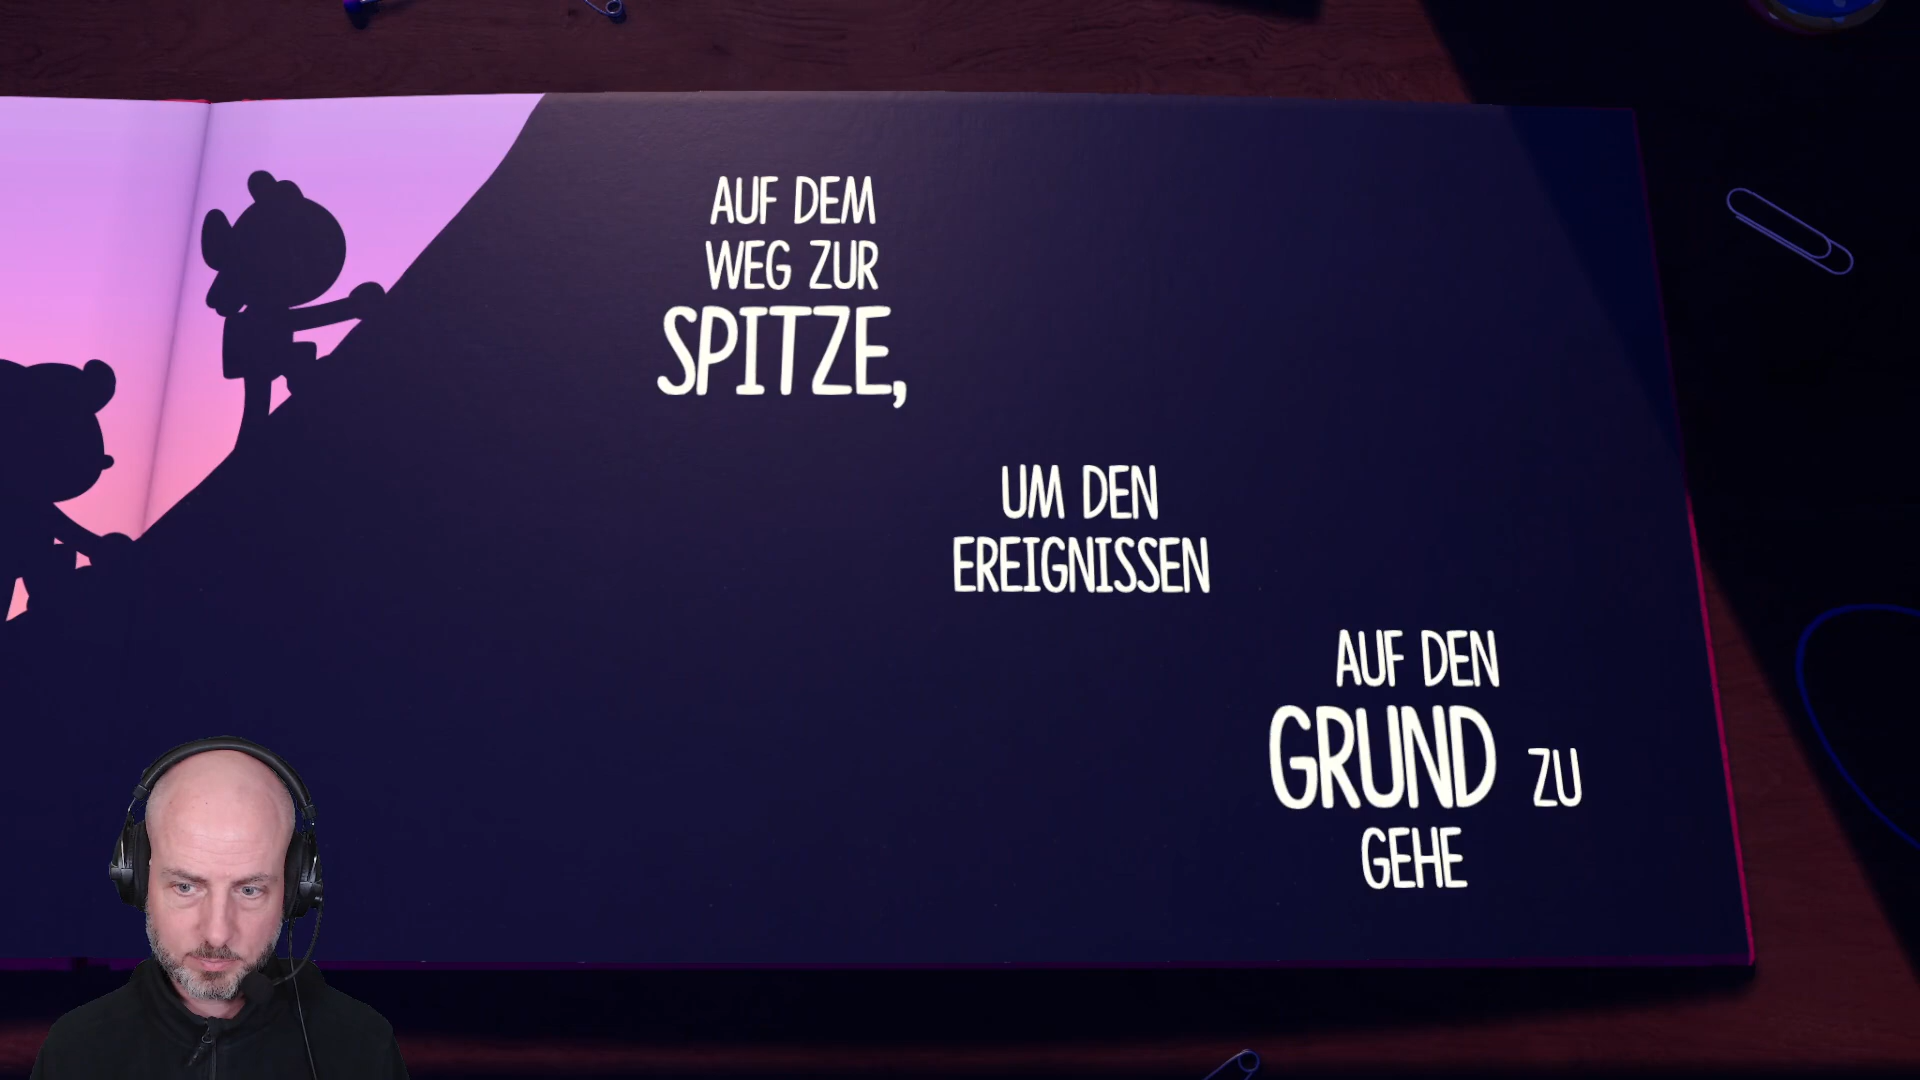 AUF DEM
WEG ZUR
SPITZE,
UM DEN
EREIGNISSEN
AUF DEN
GRUND ZU
GEHE